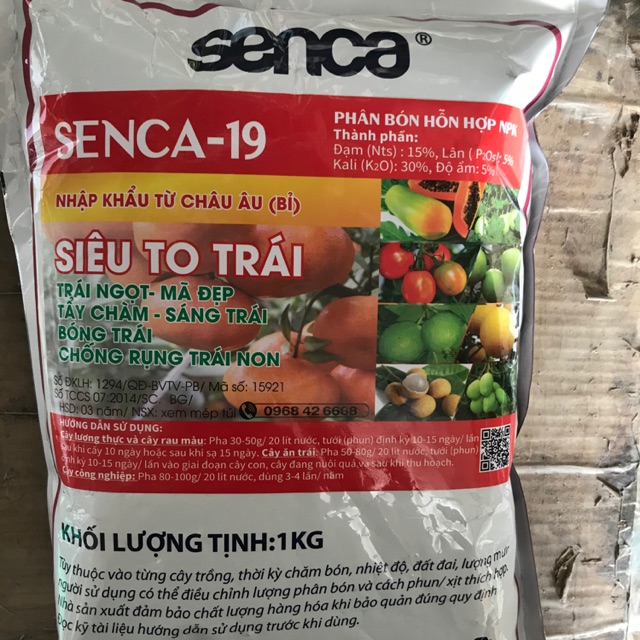 senca®
SENCA-19
PHÂN BÓN HỖN HỢP NPK
Thành phần:
Đạm (Nts) : 15%, Lân ( P2O5): 5%
Kali (K2O): 30%, Độ ẩm: 5%
NHẬP KHẨU TỪ CHÂU ÂU (BỈ)
SIÊU TO TRÁI
TRÁI NGỌT- MÃ ĐẸP
TẨY CHÀM - SÁNG TRÁI
BÓNG TRÁI
CHỐNG RỤNG TRÁI NON
Số ĐKLH: 1294/QĐ-BVTV-PB/ Mã số: 15921
Số TCCS 07:2014/SC. BG/
HSD: 03 năm/ NSX: xem mép túi
0968 42 6668
HƯỚNG DẪN SỬ DỤNG:
Cây lương thực và cây rau màu: Pha 30-50g/ 20 lít nước, tưới (phun) định kỳ 10-15 ngày/ lần
Sau khi cấy 10 ngày hoặc sau khi sạ 15 ngày. Cây ăn trái: Pha 50-80g/ 20 lít nước, tưới (phun)
định kỳ 10-15 ngày/ lần vào giai đoạn cây con, cây đang nuôi quả và sau khi thu hoạch.
Cây công nghiệp: Pha 80-100g/ 20 lít nước, dùng 3-4 lần/ năm
KHỐI LƯỢNG TỊNH:1KG
Tùy thuộc vào từng cây trồng, thời kỳ chăm bón, nhiệt độ, đất đai, lượng mưa
người sử dụng có thể điều chỉnh lượng phân bón và cách phun/ xịt thích hợp.
Nhà sản xuất đảm bảo chất lượng hàng hóa khi bảo quản đúng quy định
Đọc kỹ tài liệu hướng dẫn sử dụng trước khi dùng.